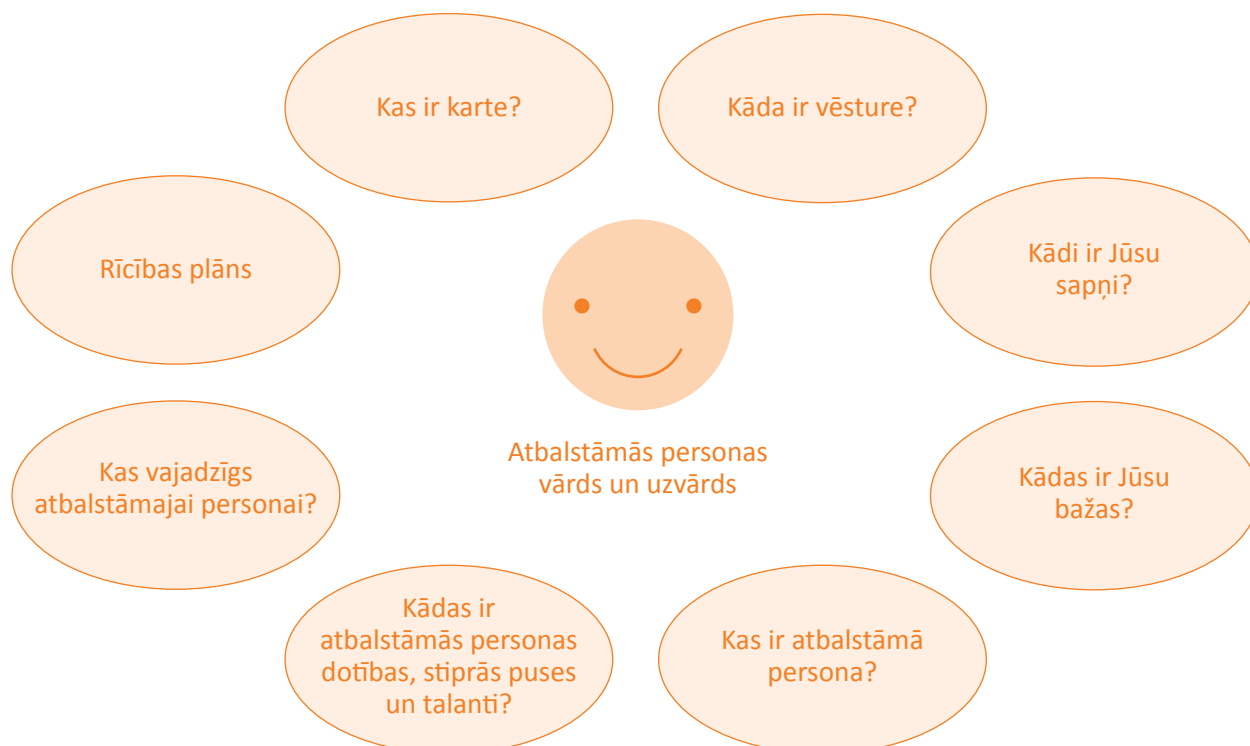 Kas ir karte?
Kāda ir vēsture?
Rīcības plāns
Kādi ir Jūsu
sapņi?
Atbalstāmās personas
vārds un uzvārds
Kas vajadzīgs
atbalstāmajai personai?
Kādas ir Jūsu
bažas?
Kādas ir
atbalstāmās personas
dotības, stiprās puses
un talanti?
Kas ir atbalstāmā
persona?